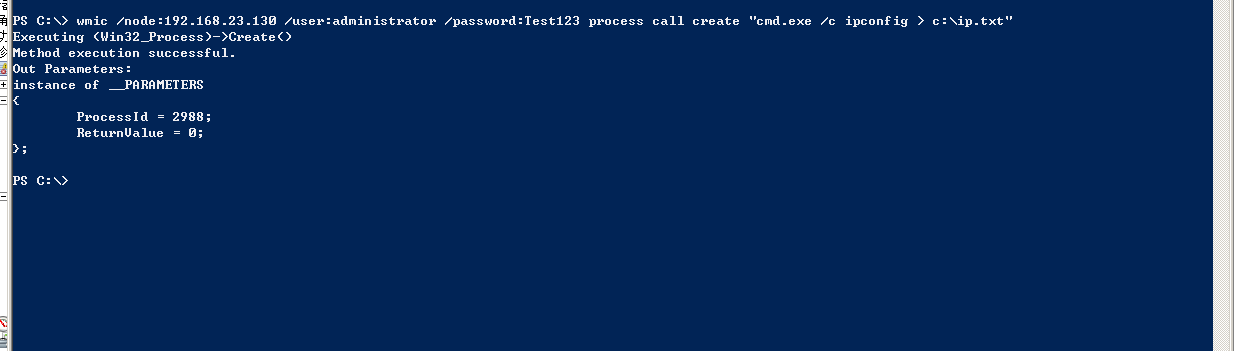 PS C:\> wmic /node:192.168.23.130 /user:administrator /password:Test123 process call create "cmd.exe /c ipconfig > c:\ip.txt"
Executing (Win32_Process)->Create()
Method execution successful.
Out Parameters:
instance of __PARAMETERS
{
        ProcessId = 2988;
        ReturnValue = 0;
};
PS C:\>